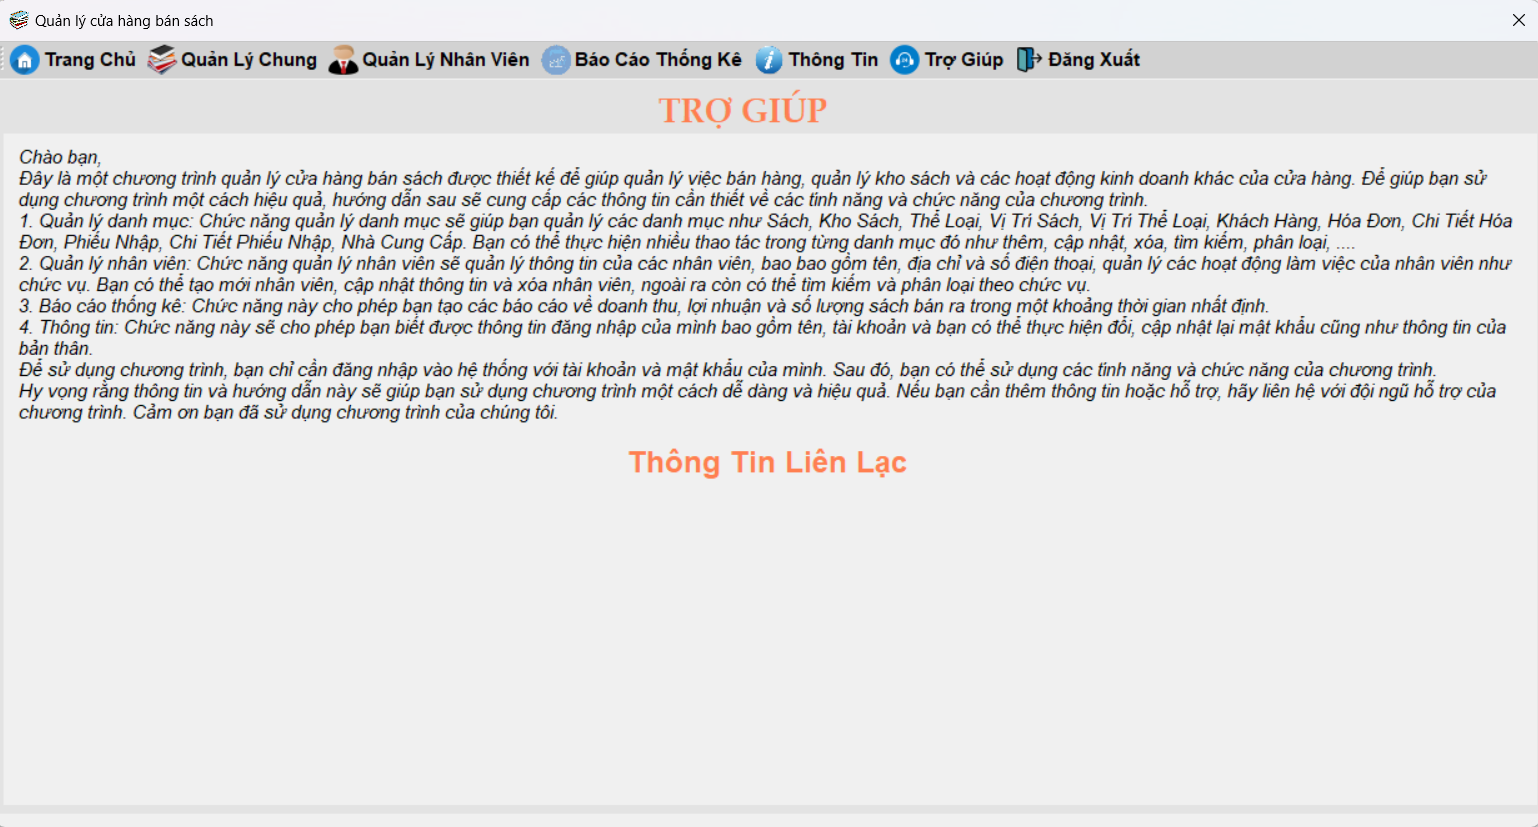 Quản lý cửa hàng bán sách
Trang Chủ Quản Lý Chung Quản Lý Nhân Viên Báo Cáo Thống Kê Thông Tin Trợ Giúp Đăng Xuất
TRỢ GIÚP
Chào bạn,
Đây là một chương trình quản lý cửa hàng bán sách được thiết kế để giúp quản lý việc bán hàng, quản lý kho sách và các hoạt động kinh doanh khác của cửa hàng. Để giúp bạn sử
dụng chương trình một cách hiệu quả, hướng dẫn sau sẽ cung cấp các thông tin cần thiết về các tính năng và chức năng của chương trình.
1. Quản lý danh mục: Chức năng quản lý danh mục sẽ giúp bạn quản lý các danh mục như Sách, Kho Sách, Thể Loại, Vị Trí Sách, Vị Trí Thể Loại, Khách Hàng, Hóa Đơn, Chi Tiết Hóa
Đơn, Phiếu Nhập, Chi Tiết Phiếu Nhập, Nhà Cung Cấp. Bạn có thể thực hiện nhiều thao tác trong từng danh mục đó như thêm, cập nhật, xóa, tìm kiếm, phân loại, ....
2. Quản lý nhân viên: Chức năng quản lý nhân viên sẽ quản lý thông tin của các nhân viên, bao bao gồm tên, địa chỉ và số điện thoại, quản lý các hoạt động làm việc của nhân viên như
chức vụ. Bạn có thể tạo mới nhân viên, cập nhật thông tin và xóa nhân viên, ngoài ra còn có thể tìm kiếm và phân loại theo chức vụ.
3. Báo cáo thống kê: Chức năng này cho phép bạn tạo các báo cáo về doanh thu, lợi nhuận và số lượng sách bán ra trong một khoảng thời gian nhất định.
4. Thông tin: Chức năng này sẽ cho phép bạn biết được thông tin đăng nhập của mình bao gồm tên, tài khoản và bạn có thể thực hiện đổi, cập nhật lại mật khẩu cũng như thông tin của
bản thân.
Để sử dụng chương trình, bạn chỉ cần đăng nhập vào hệ thống với tài khoản và mật khẩu của mình. Sau đó, bạn có thể sử dụng các tính năng và chức năng của chương trình.
Hy vọng rằng thông tin và hướng dẫn này sẽ giúp bạn sử dụng chương trình một cách dễ dàng và hiệu quả. Nếu bạn cần thêm thông tin hoặc hỗ trợ, hãy liên hệ với đội ngũ hỗ trợ của
chương trình. Cảm ơn bạn đã sử dụng chương trình của chúng tôi.
Thông Tin Liên Lạc